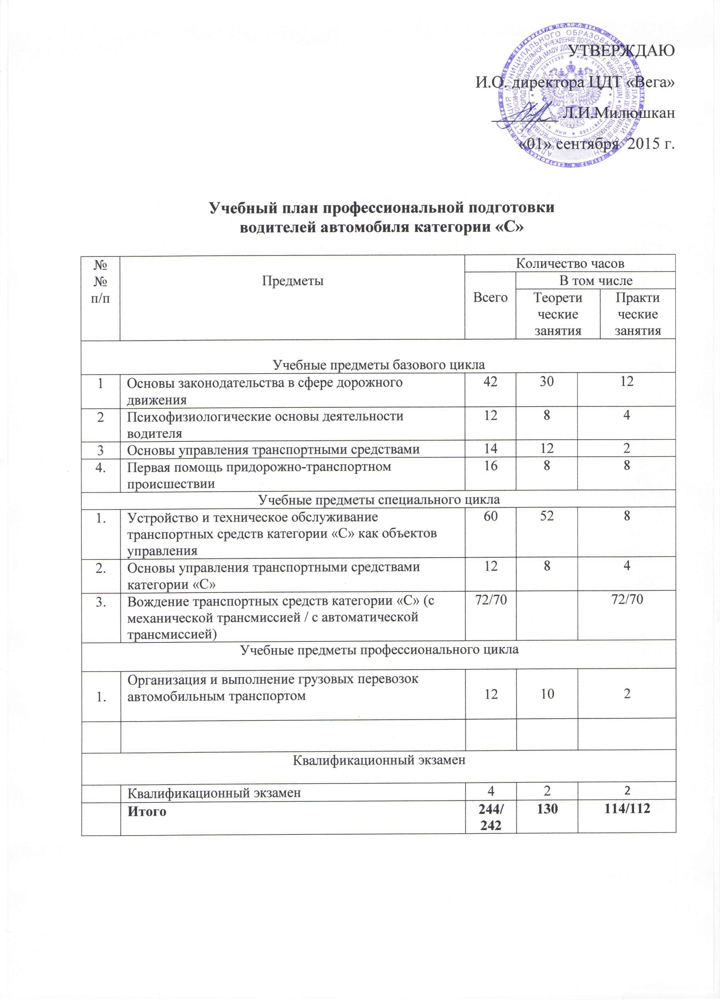 УТВЕРЖДАЮ
И.О. директора ЦДТ «Вега»
Л.И.Милюшкан
«01» сентября 2015 г.
Учебный план профессиональной подготовки
водителей автомобиля категории «С»
№
№
п/п
Предметы
Количество часов
Всего
В том числе
Теорети
ческие
занятия
Практи
ческие
занятия
Учебные предметы базового цикла
1 Основы законодательства в сфере дорожного 42 30 12
движения
2 Психофизиологические основы деятельности 12 8 4
водителя
3 Основы управления транспортными средствами 14 12 2
4. Первая помощь придорожно-транспортном 16 8 8
происшествии
Учебные предметы специального цикла
1. Устройство и техническое обслуживание 60 52 8
транспортных средств категории «С» как объектов
управления
2. Основы управления транспортными средствами 12 8 4
категории «С»
3. Вождение транспортных средств категории «С» (с 72/70 72/70
механической трансмиссией / с автоматической
трансмиссией)
Учебные предметы профессионального цикла
Организация и выполнение грузовых перевозок
1. автомобильным транспортом 12 10 2
Квалификационный экзамен
Квалификационный экзамен 4 2 2
Итого 244/ 130 114/112
242